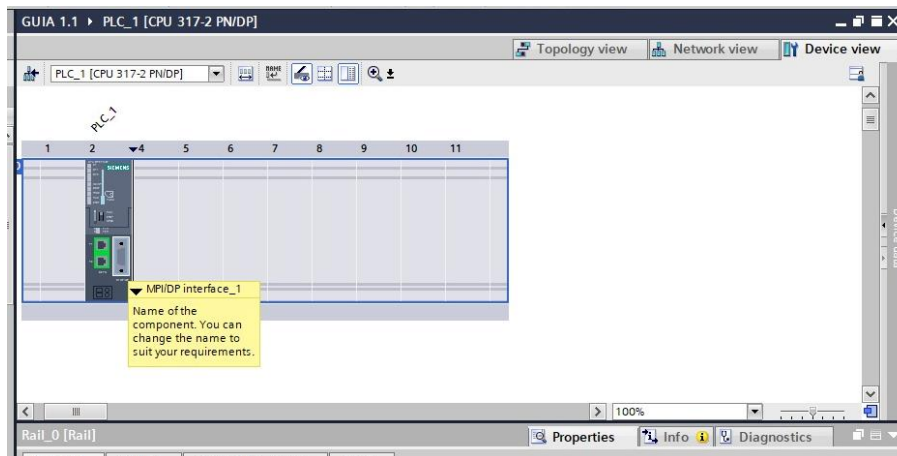 GUIA 1.1 ▸ PLC_1 [CPU 317-2 PN/DP]
Topology view Network view Device view
PLC_1 [CPU 317-2 PN/DP]
PLC_1
1 2 4 5 6 7 8 9 10 11
SIEMENS
MPI/DP interface_1
Name of the
component. You can
change the name to
suit your requirements.
100%
Rail_0 [Rail]
Properties Info Diagnostics